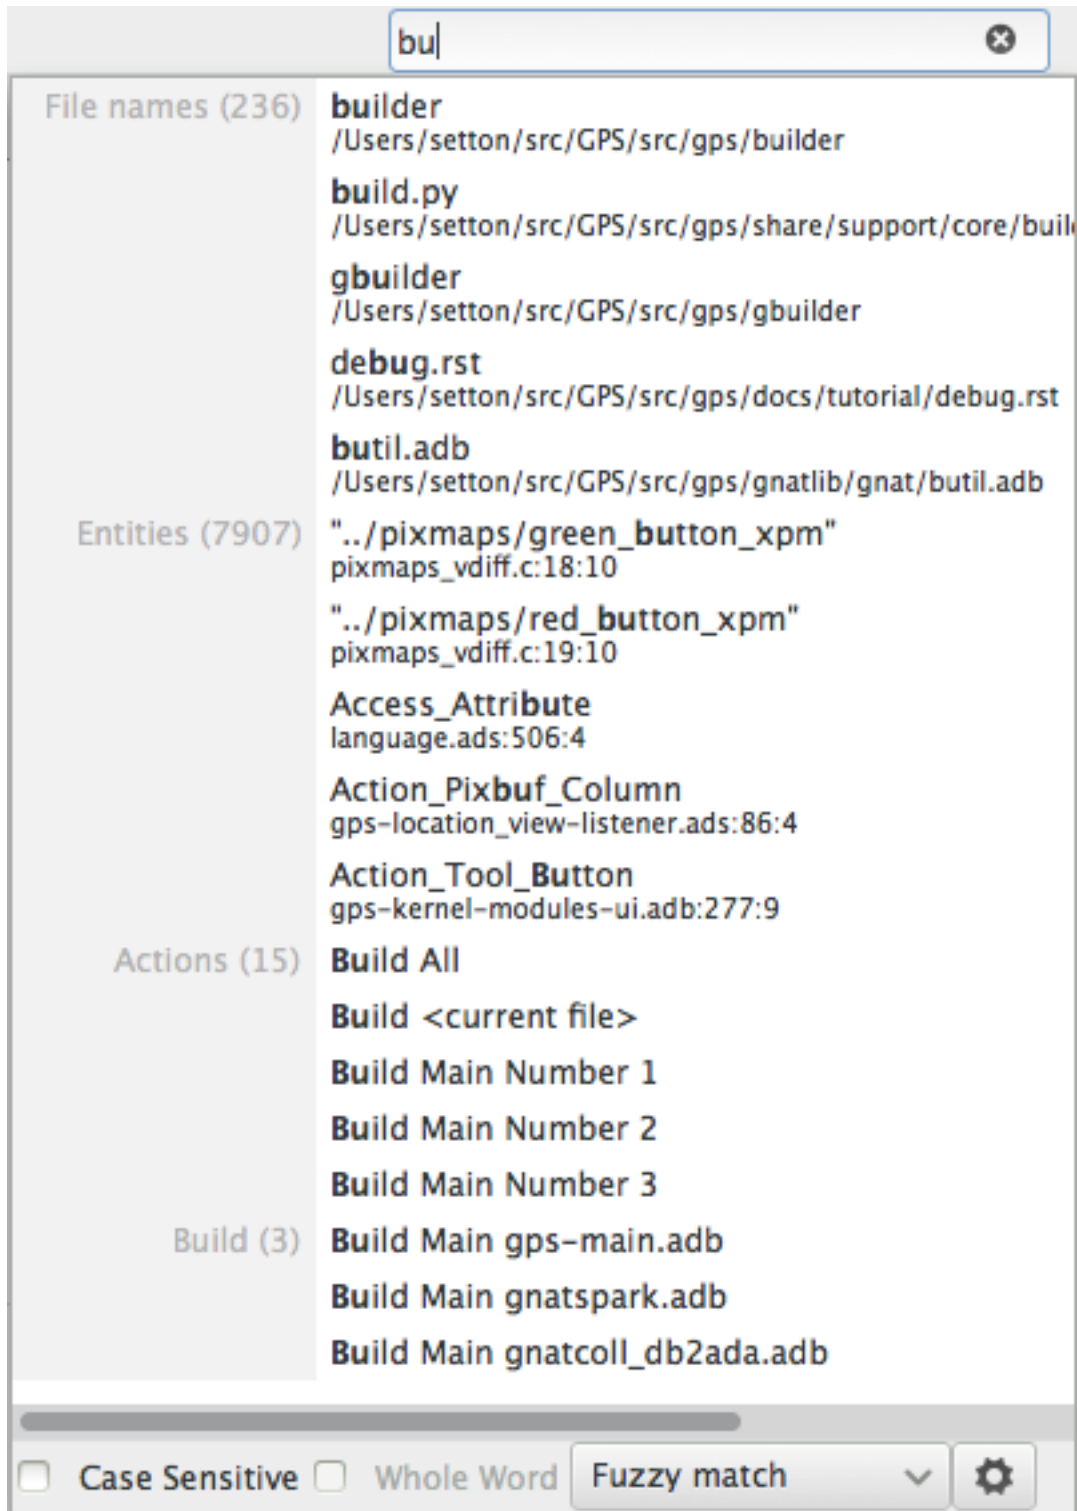 bu
File names (236) builder
/Users/setton/src/GPS/src/gps/builder
build.py
/Users/setton/src/GPS/src/gps/share/support/core/buil
gbuilder
/Users/setton/src/GPS/src/gps/gbuilder
debug.rst
/Users/setton/src/GPS/src/gps/docs/tutorial/debug.rst
butil.adb
/Users/setton/src/GPS/src/gps/gnatlib/gnat/butil.adb
Entities (7907) "../pixmaps/green_button_xpm"
pixmaps_vdiff.c:18:10
"../pixmaps/red_button_xpm"
pixmaps_vdiff.c:19:10
Access_Attribute
language.ads:506:4
Action_Pixbuf_Column
gps-location_view-listener.ads:86:4
Action_Tool_Button
gps-kernel-modules-ui.adb:277:9
Actions (15) Build All
Build <current file>
Build Main Number 1
Build Main Number 2
Build Main Number 3
Build (3) Build Main gps-main.adb
Build Main gnatspark.adb
Build Main gnatcoll_db2ada.adb
Case Sensitive Whole Word Fuzzy match